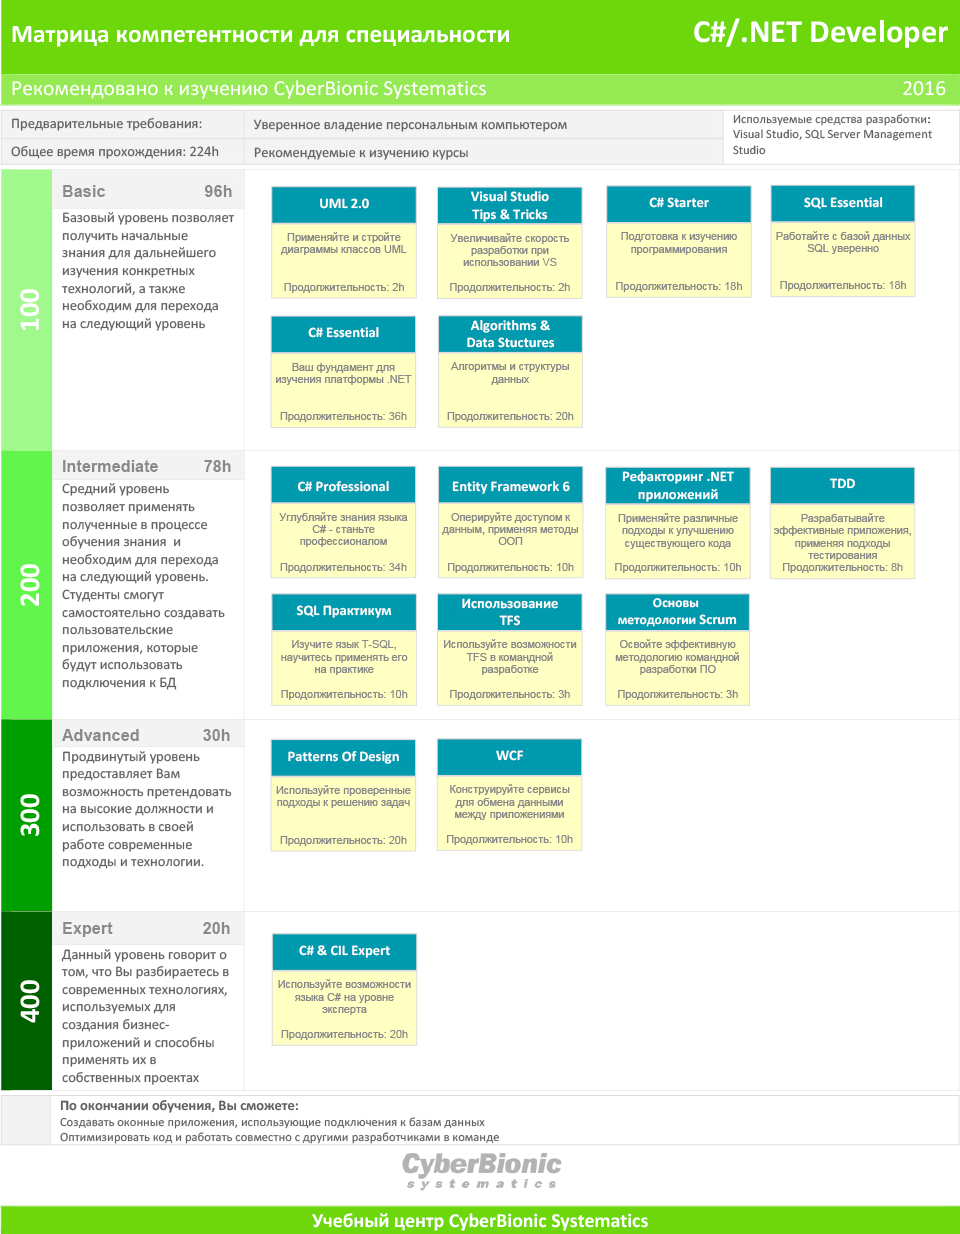 Матрица компетентности для специальности
C#/.NET Developer
Рекомендовано к изучению CyberBionic Systematics
2016
Предварительные требования:
Уверенное владение персональным компьютером
Общее время прохождения: 224h
Рекомендуемые к изучению курсы
Используемые средства разработки:
Visual Studio, SQL Server Management
Studio
100
Basic 96h
Базовый уровень позволяет
получить начальные
знания для дальнейшего
изучения конкретных
технологий, а также
необходим для перехода
на следующий уровень
UML 2.0
Применяйте и стройте
диаграммы классов UML
Продолжительность: 2h
Visual Studio
Tips & Tricks
Увеличивайте скорость
разработки при
использовании VS
Продолжительность: 2h
C# Starter
Подготовка к изучению
программирования
Продолжительность: 18h
SQL Essential
Работайте с базой данных
SQL уверенно
Продолжительность: 18h
C# Essential
Ваш фундамент для
изучения платформы .NET
Продолжительность: 36h
Algorithms &
Data Stuctures
Алгоритмы и структуры
данных
Продолжительность: 20h
200
Intermediate 78h
Средний уровень
позволяет применять
полученные в процессе
обучения знания и
необходим для перехода
на следующий уровень.
Студенты смогут
самостоятельно создавать
пользовательские
приложения, которые
будут использовать
подключения к БД
C# Professional
Углубляйте знания языка
C# - станьте
профессионалом
Продолжительность: 34h
Entity Framework 6
Оперируйте доступом к
данным, применяя методы
ООП
Продолжительность: 10h
Рефакторинг .NET
приложений
Применяйте различные
подходы к улучшению
существующего кода
Продолжительность: 10h
TDD
Разрабатывайте
эффективные приложения,
применяя подходы
тестирования
Продолжительность: 8h
SQL Практикум
Изучите язык T-SQL,
научитесь применять его
на практике
Продолжительность: 10h
Использование
TFS
Используйте возможности
TFS в командной
разработке
Продолжительность: 3h
Основы
методологии Scrum
Освойте эффективную
методологию командной
разработки ПО
Продолжительность: 3h
300
Advanced 30h
Продвинутый уровень
предоставляет Вам
возможность претендовать
на высокие должности и
использовать в своей
работе современные
подходы и технологии.
Patterns Of Design
Используйте проверенные
подходы к решению задач
Продолжительность: 20h
WCF
Конструируйте сервисы
для обмена данными
между приложениями
Продолжительность: 10h
400
Expert 20h
Данный уровень говорит о
том, что Вы разбираетесь в
современных технологиях,
используемых для
создания бизнес-
приложений и способны
применять их в
собственных проектах
C# & CIL Expert
Используйте возможности
языка C# на уровне
эксперта
Продолжительность: 20h
По окончании обучения, Вы сможете:
Создавать оконные приложения, использующие подключения к базам данных
Оптимизировать код и работать совместно с другими разработчиками в команде
CyberBionic
systematics
Учебный центр CyberBionic Systematics